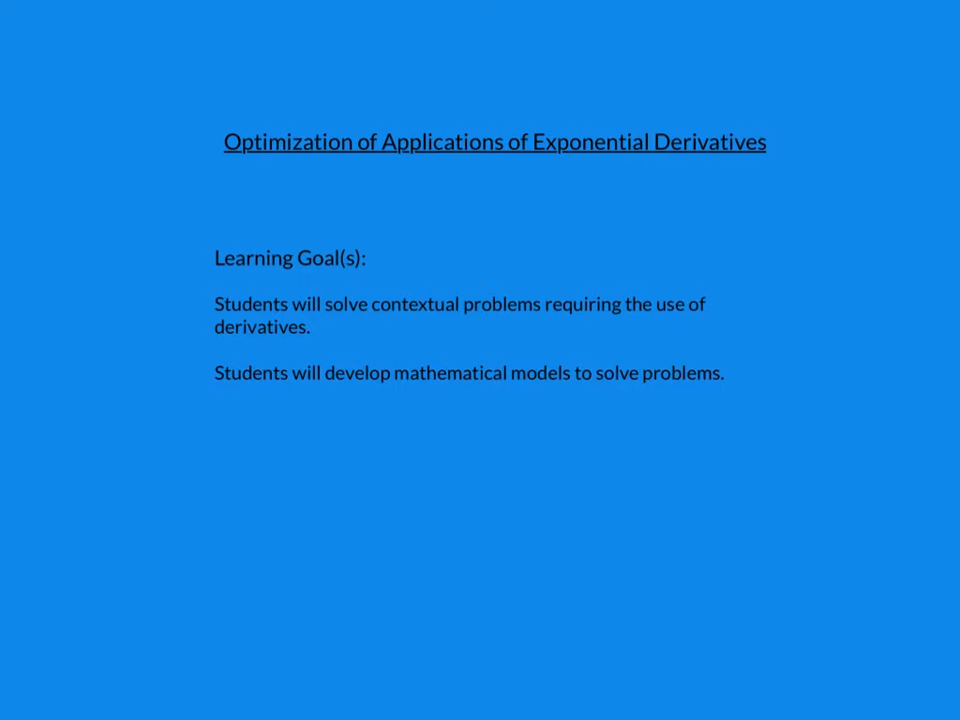 Optimization of Applications of Exponential Derivatives
Learning Goal(s):
Students will solve contextual problems requiring the use of
derivatives.
Students will develop mathematical models to solve problems.